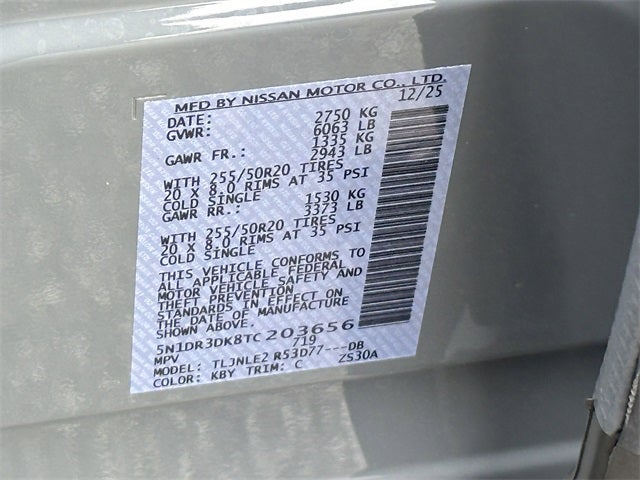 MFD BY NISSAN MOTOR CO., LTD.
DATE: 12/25
GVWR: 2750 KG
6063 LB
GAWR FR.: 1335 KG
2943 LB
WITH 255/50R20 TIRES
20 X 8.0 RIMS AT 35 PSI
COLD SINGLE
GAWR RR.: 1530 KG
3373 LB
WITH 255/50R20 TIRES
20 X 8.0 RIMS AT 35 PSI
COLD SINGLE
THIS VEHICLE CONFORMS TO
ALL APPLICABLE FEDERAL
MOTOR VEHICLE SAFETY AND
THEFT PREVENTION
STANDARDS IN EFFECT ON
THE DATE OF MANUFACTURE
SHOWN ABOVE.
5N1DR3DK8TC203656
MPV 719
MODEL: TLJNLE2 R53D77---DB
COLOR: KBY TRIM: C ZS30A